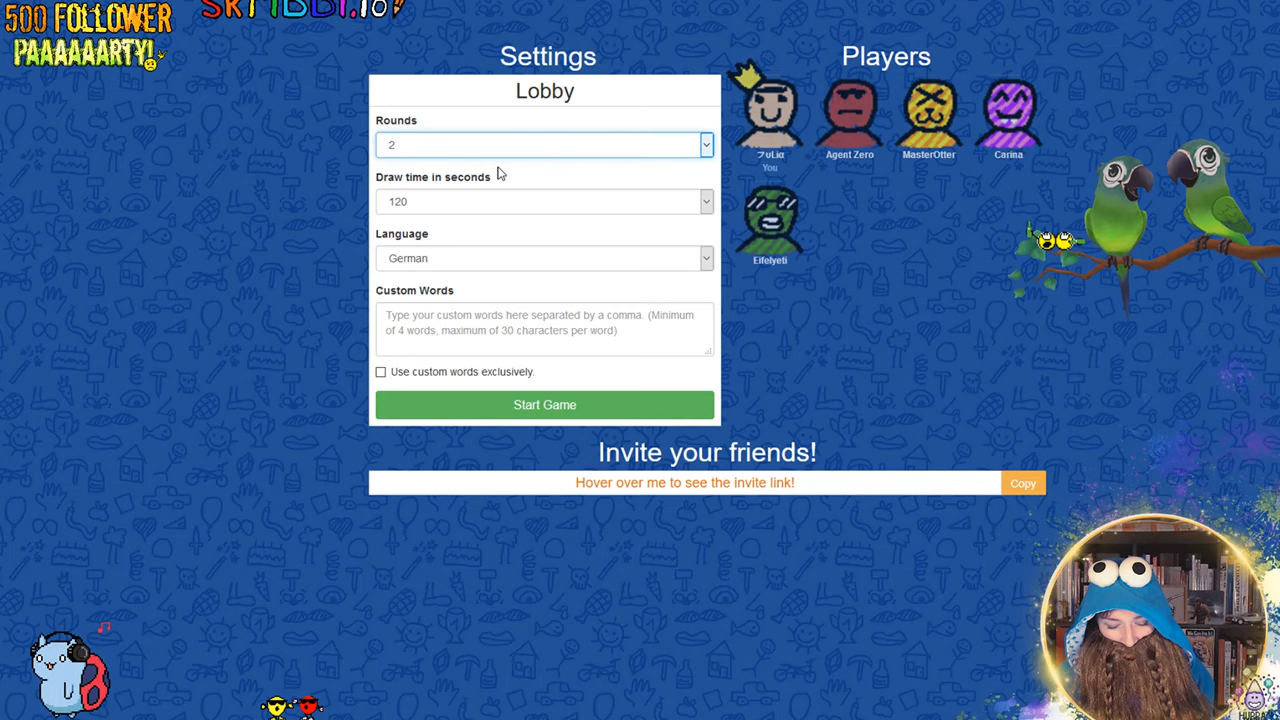 500 FOLLOWER
PAAAAAARTY!
skribbl.io!
Settings
Players
Lobby
Rounds
2
Draw time in seconds
120
Language
German
Custom Words
Type your custom words here separated by a comma. (Minimum
of 4 words, maximum of 30 characters per word)
Use custom words exclusively.
Start Game
You
Agent Zero
MasterOtter
Carina
Eifelyeti
Invite your friends!
Hover over me to see the invite link!
Copy